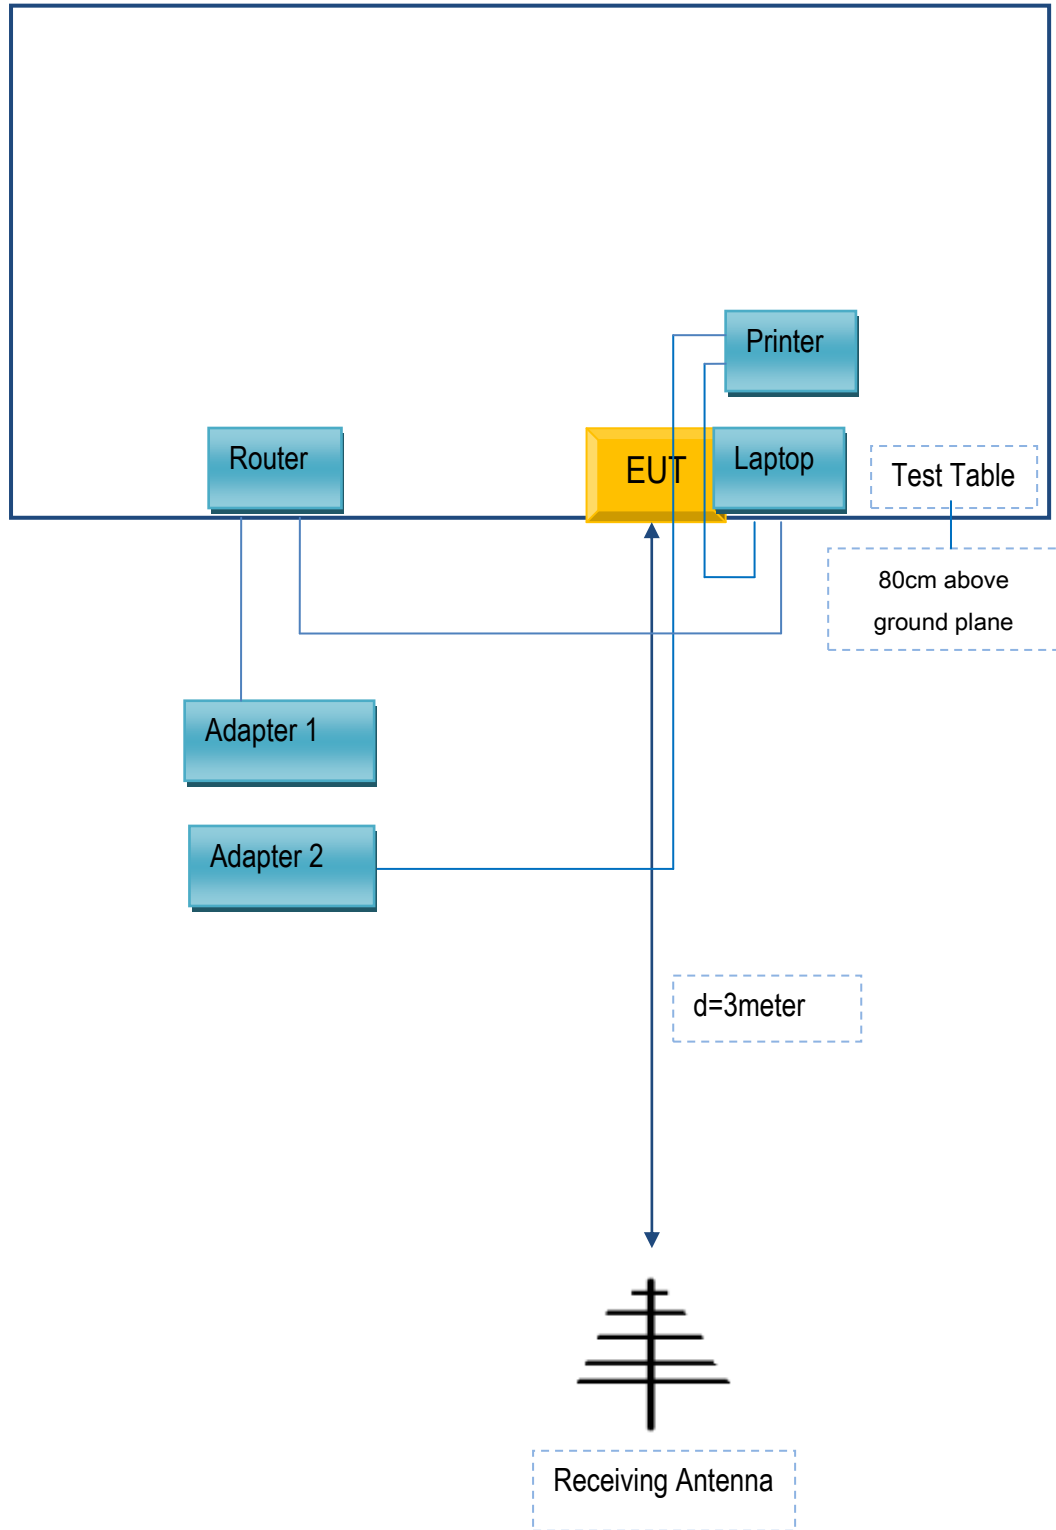 Printer
Router
EUT
Laptop
Test Table
80cm above
ground plane
Adapter 1
Adapter 2
d=3meter
Receiving Antenna